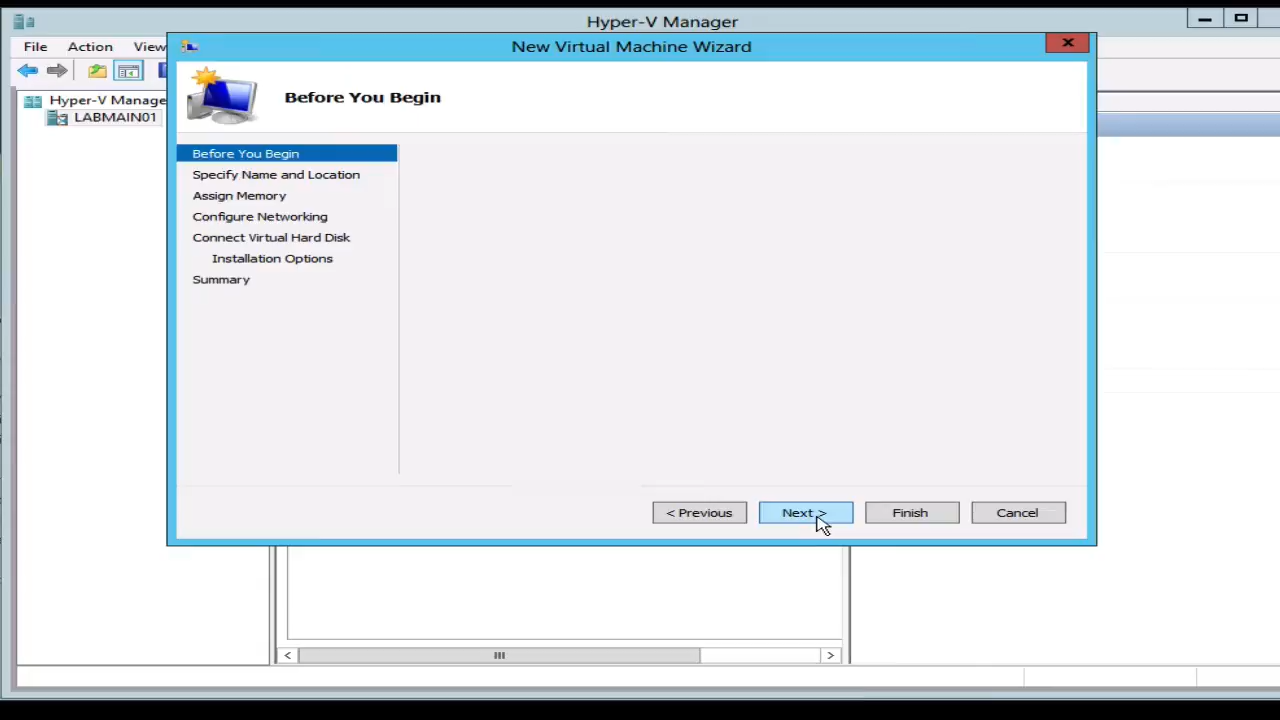 Hyper-V Manager
File Action View
New Virtual Machine Wizard
Before You Begin
Hyper-V Manage
LABMAIN01
Before You Begin
Specify Name and Location
Assign Memory
Configure Networking
Connect Virtual Hard Disk
Installation Options
Summary
< Previous Next > Finish Cancel